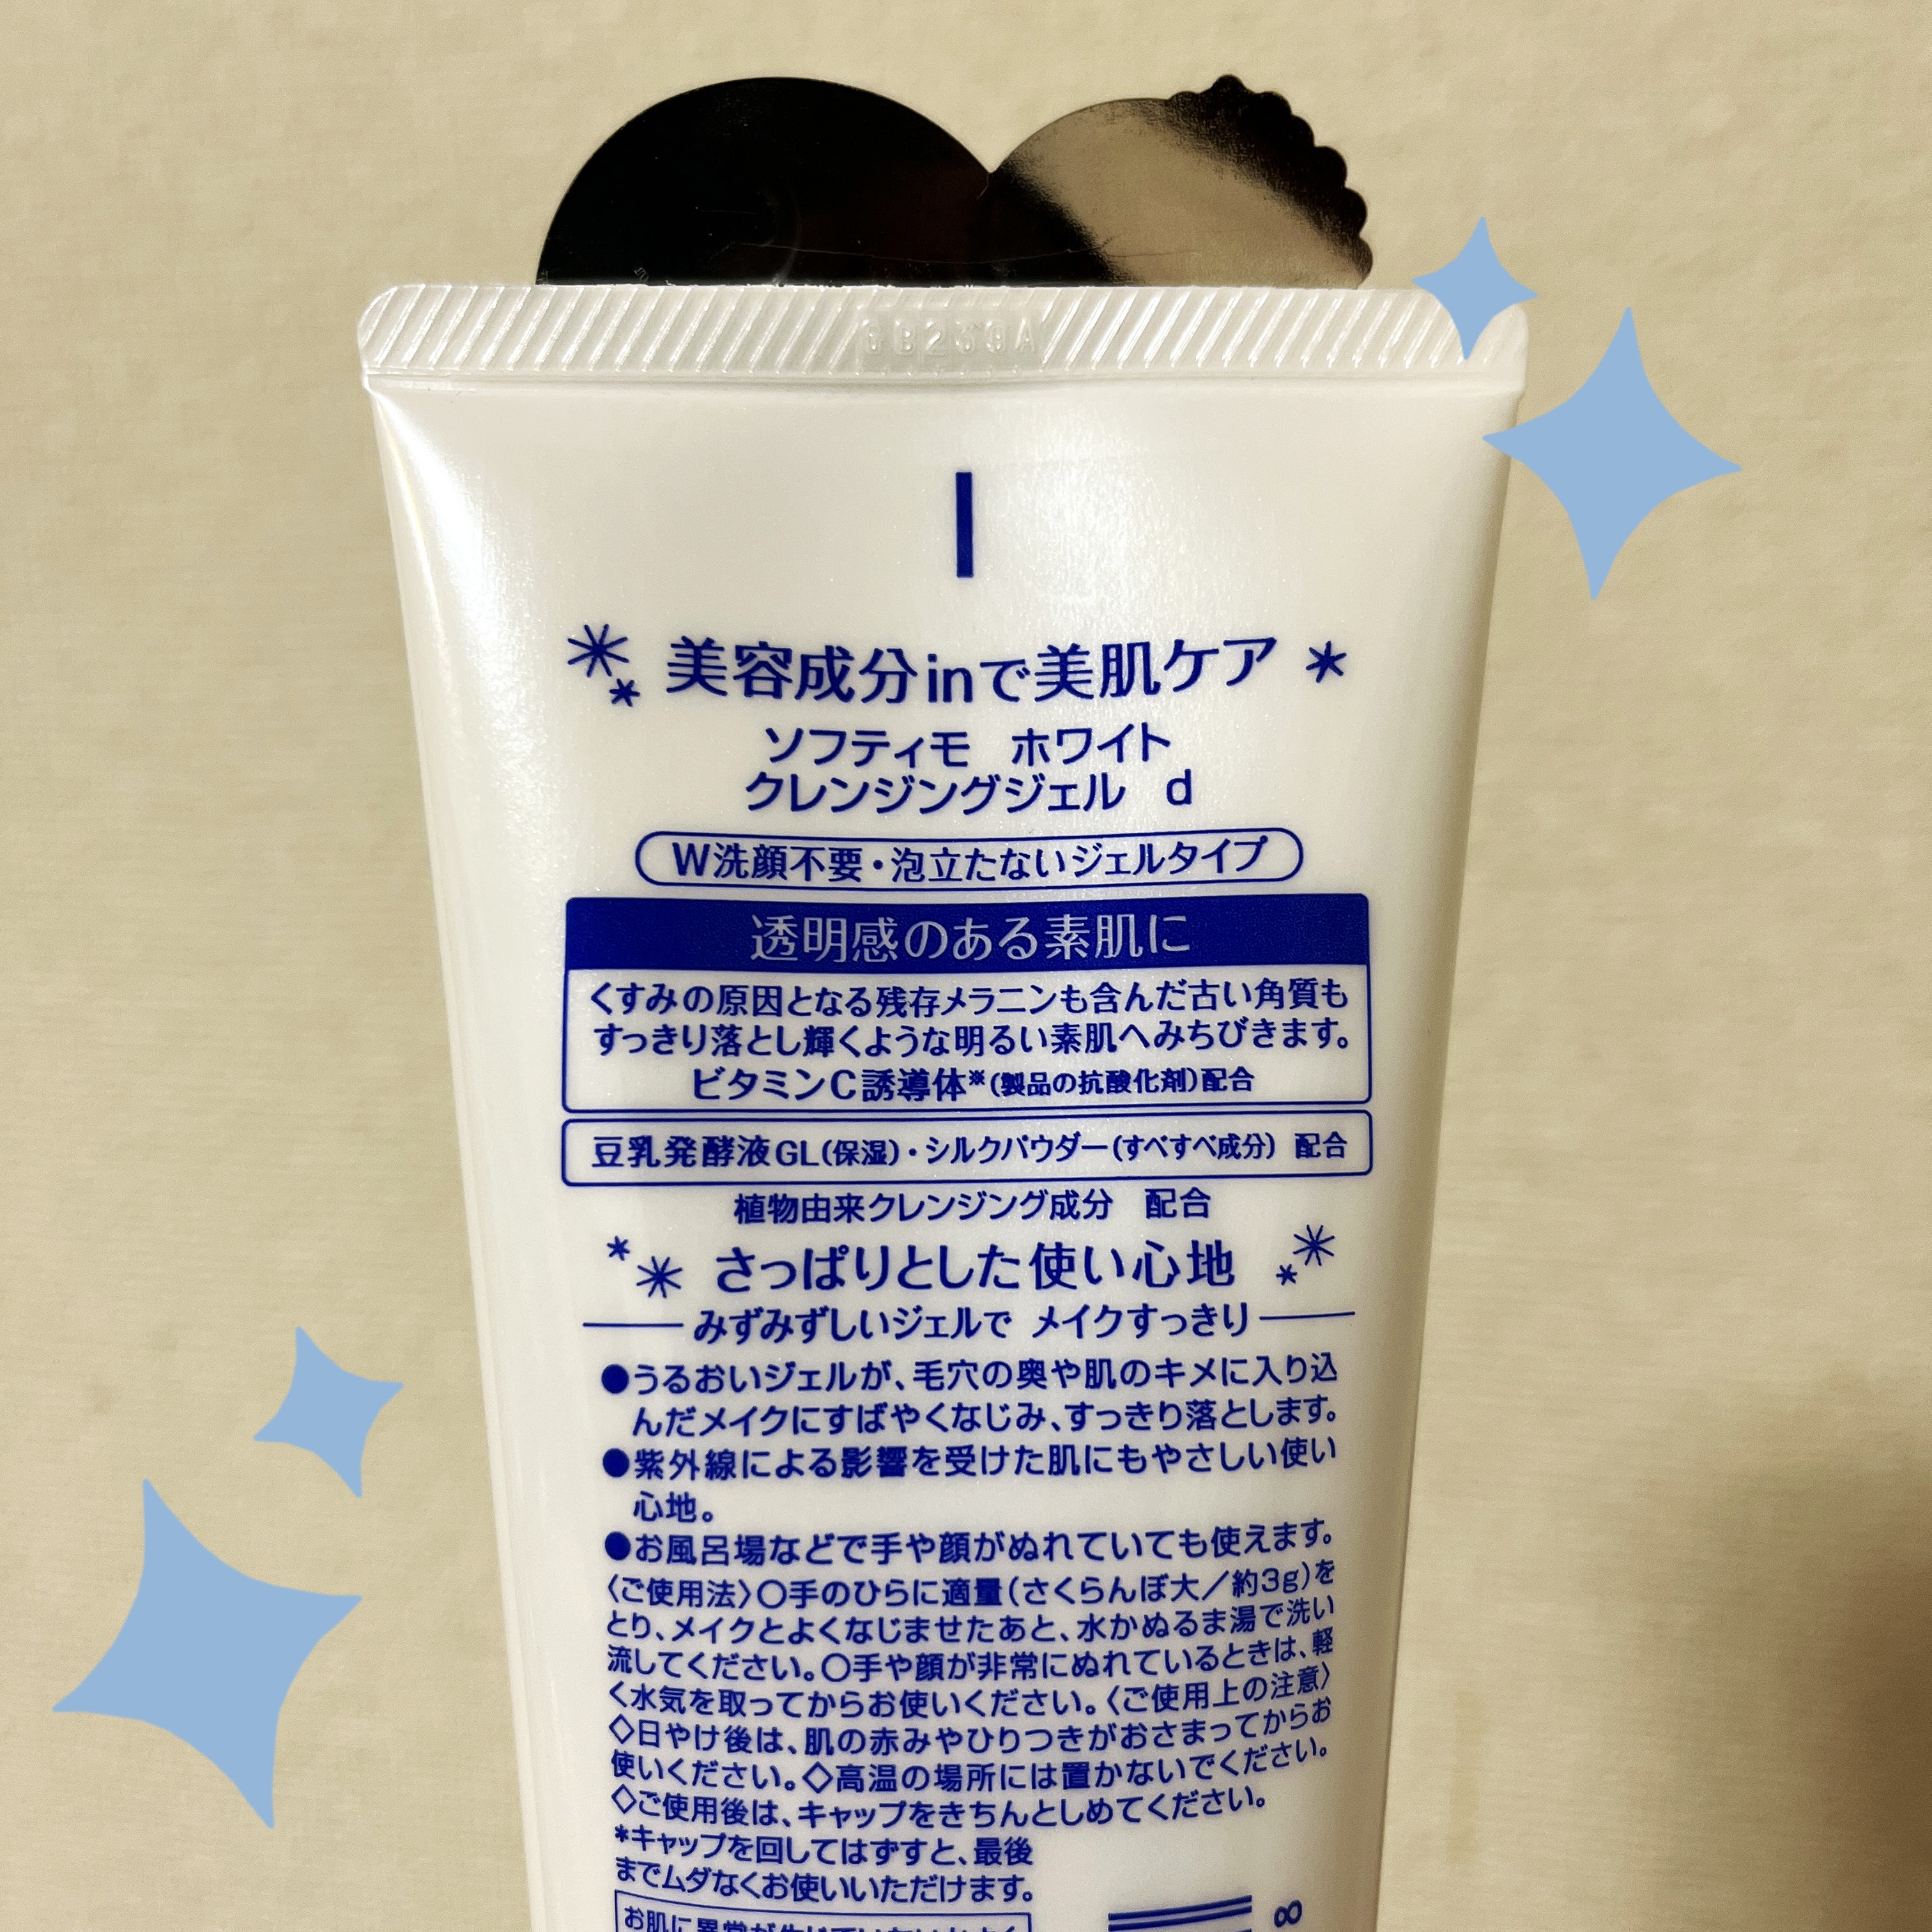 美容成分inで美肌ケア
ソフティモ ホワイト
クレンジングジェル d
W洗顔不要・泡立たないジェルタイプ
透明感のある素肌に
くすみの原因となる残存メラニンも含んだ古い角質も
すっきり落とし輝くような明るい素肌へみちびきます。
ビタミンC誘導体※(製品の抗酸化剤)配合
豆乳発酵液GL(保湿)・シルクパウダー(すべすべ成分) 配合
植物由来クレンジング成分 配合
さっぱりとした使い心地
みずみずしいジェルで メイクすっきり
●うるおいジェルが、毛穴の奥や肌のキメに入り込
んだメイクにすばやくなじみ、すっきり落とします。
●紫外線による影響を受けた肌にもやさしい使い
心地。
●お風呂場などで手や顔がぬれていても使えます。
〈ご使用法〉○手のひらに適量(さくらんぼ大/約3g)を
とり、メイクとよくなじませたあと、水かぬるま湯で洗い
流してください。○手や顔が非常にぬれているときは、軽
く水気を取ってからお使いください。〈ご使用上の注意〉
◇日やけ後は、肌の赤みやひりつきがおさまってからお
使いください。◇高温の場所には置かないでください。
◇ご使用後は、キャップをきちんとしめてください。
*キャップを回してはずすと、最後
までムダなくお使いいただけます。
8